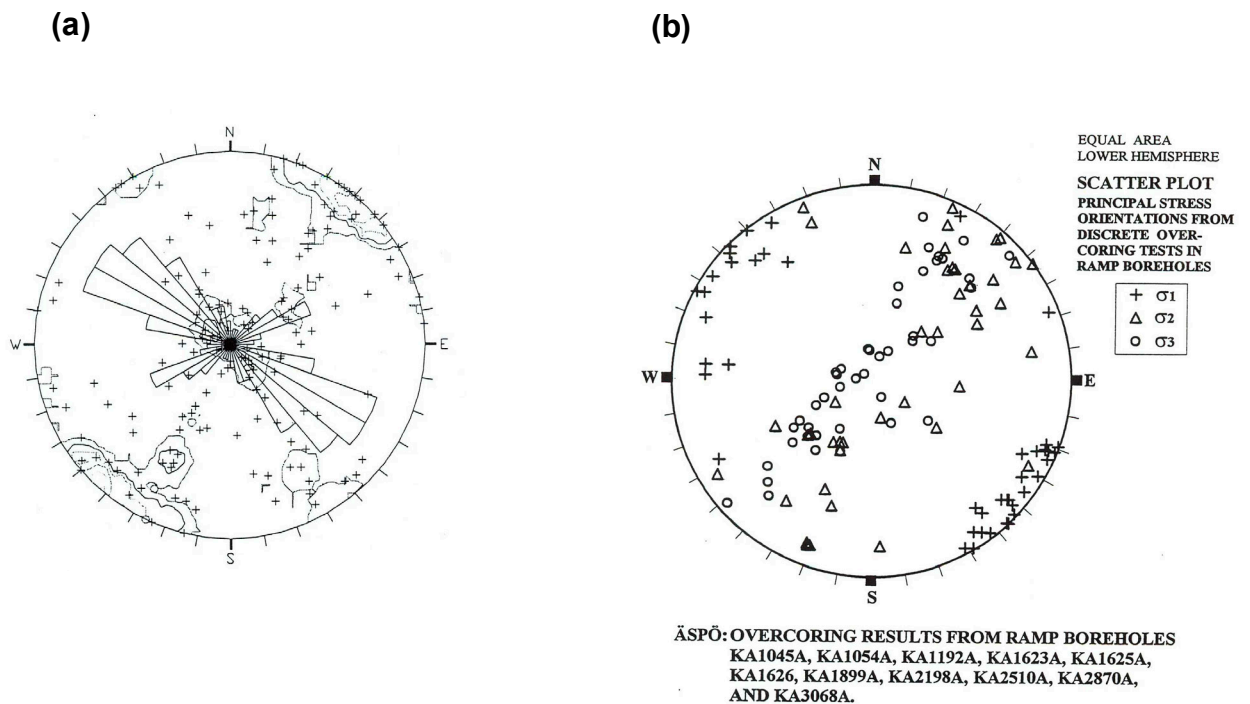 (a)
N
W
E
S
(b)
EQUAL AREA
LOWER HEMISPHERE
SCATTER PLOT
PRINCIPAL STRESS
ORIENTATIONS FROM
DISCRETE OVER-
CORING TESTS IN
RAMP BOREHOLES
+ σ1
△ σ2
○ σ3
N
W
E
S
ÄSPÖ: OVERCORING RESULTS FROM RAMP BOREHOLES
KA1045A, KA1054A, KA1192A, KA1623A, KA1625A,
KA1626, KA1899A, KA2198A, KA2510A, KA2870A,
AND KA3068A.